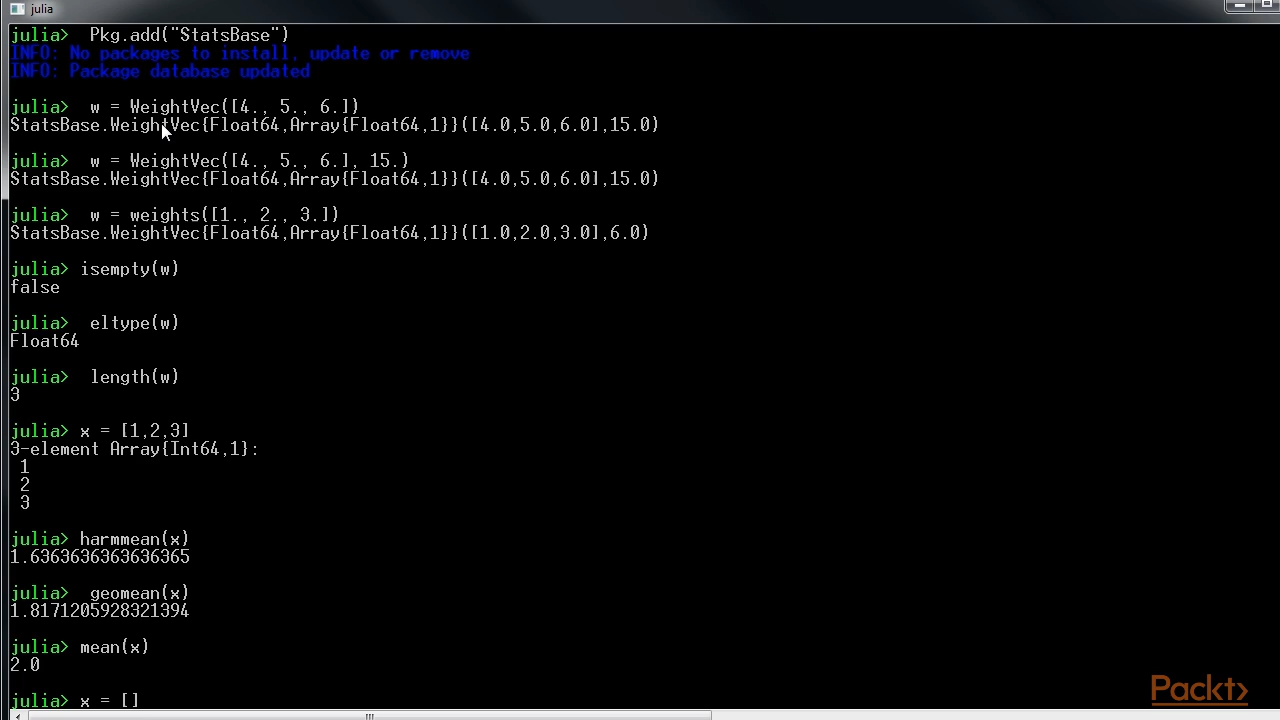 julia
julia>  Pkg.add("StatsBase")
INFO: No packages to install, update or remove
INFO: Package database updated
julia>  w = WeightVec([4., 5., 6.])
StatsBase.WeightVec{Float64,Array{Float64,1}}([4.0,5.0,6.0],15.0)
julia>  w = WeightVec([4., 5., 6.], 15.)
StatsBase.WeightVec{Float64,Array{Float64,1}}([4.0,5.0,6.0],15.0)
julia>  w = weights([1., 2., 3.])
StatsBase.WeightVec{Float64,Array{Float64,1}}([1.0,2.0,3.0],6.0)
julia> isempty(w)
false
julia>  eltype(w)
Float64
julia>  length(w)
3
julia> x = [1,2,3]
3-element Array{Int64,1}:
 1
 2
 3
julia> harmmean(x)
1.6363636363636365
julia>  geomean(x)
1.8171205928321394
julia> mean(x)
2.0
julia> x = []
Packt>